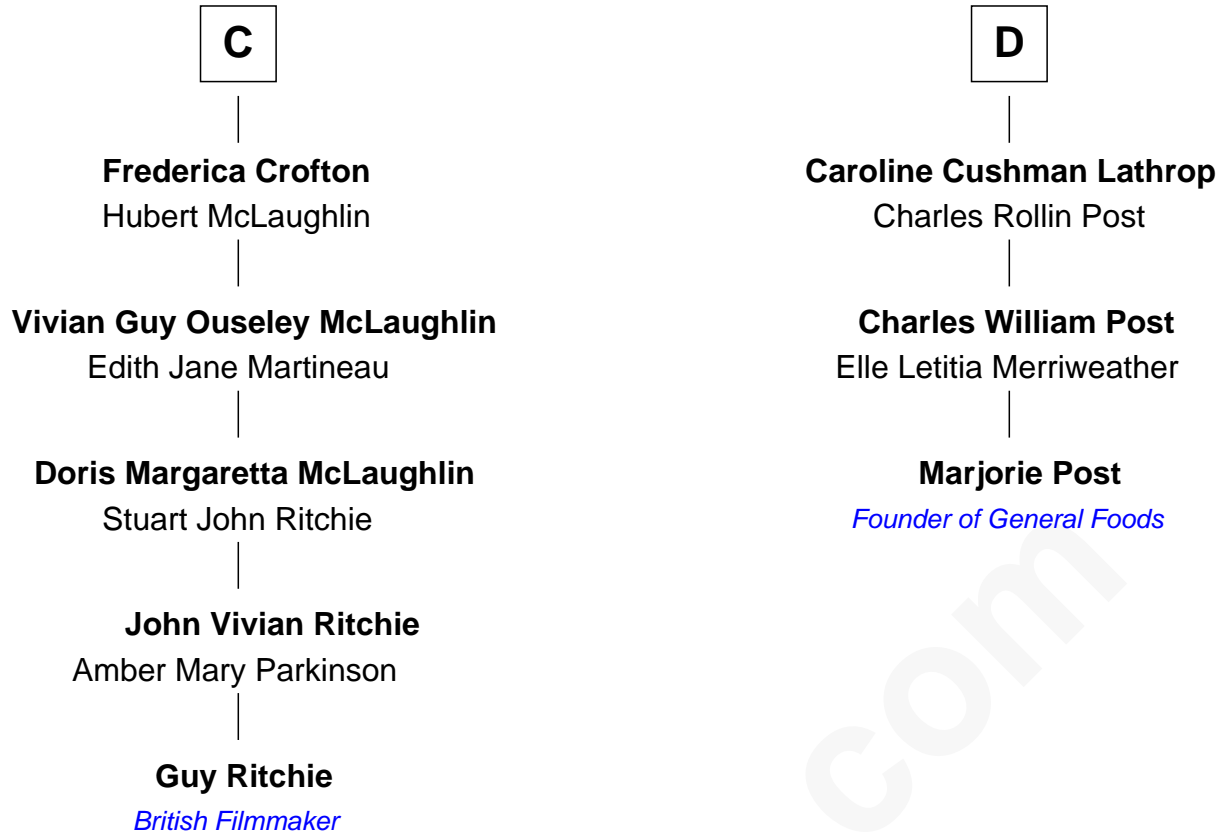 C
Frederica Crofton
Hubert McLaughlin
Vivian Guy Ouseley McLaughlin
Edith Jane Martineau
Doris Margaretta McLaughlin
Stuart John Ritchie
John Vivian Ritchie
Amber Mary Parkinson
Guy Ritchie
British Filmmaker
D
Caroline Cushman Lathrop
Charles Rollin Post
Charles William Post
Elle Letitia Merriweather
Marjorie Post
Founder of General Foods
com